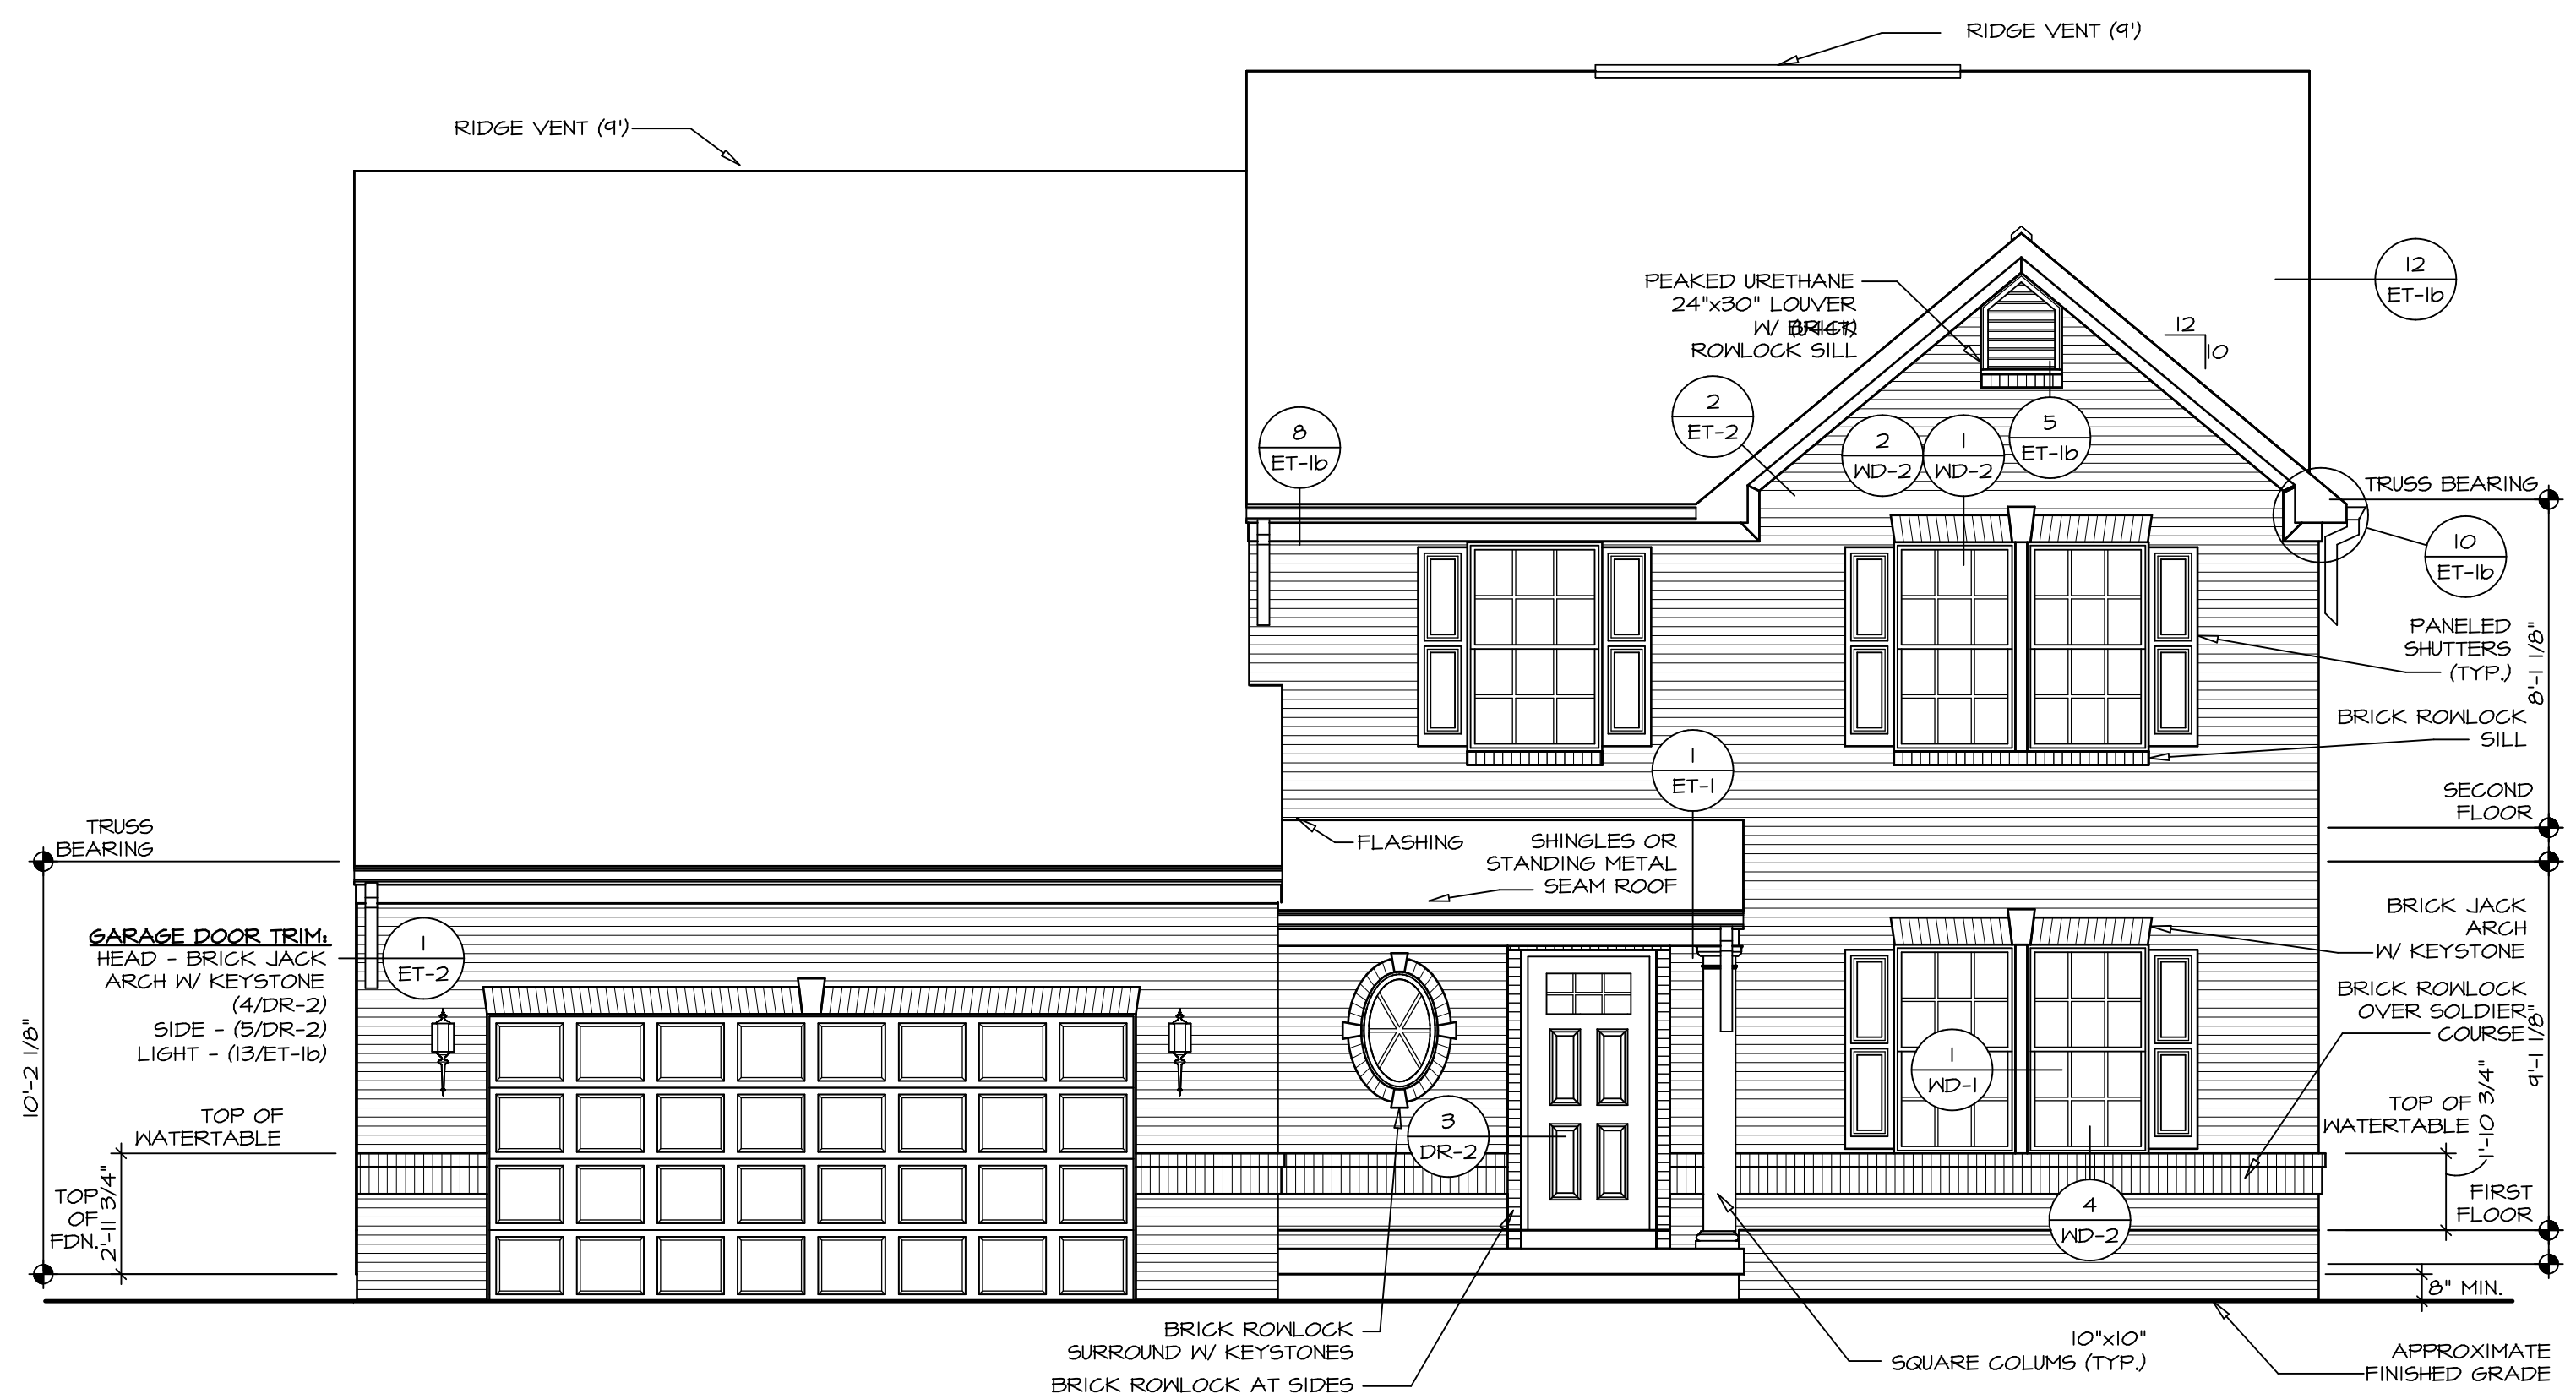 RIDGE VENT (9')
RIDGE VENT (9')
PEAKED URETHANE
24"x30" LOUVER
W/ BRICK
ROWLOCK SILL
12
ET-1b
12
10
2
ET-2
8
ET-1b
2
WD-2
1
WD-2
5
ET-1b
TRUSS BEARING
10
ET-1b
PANELED
SHUTTERS
(TYP.)
8'-1 1/8"
BRICK ROWLOCK
SILL
1
ET-1
SECOND
FLOOR
TRUSS
BEARING
FLASHING
SHINGLES OR
STANDING METAL
SEAM ROOF
GARAGE DOOR TRIM:
HEAD - BRICK JACK
ARCH W/ KEYSTONE
(4/DR-2)
SIDE - (5/DR-2)
LIGHT - (13/ET-1b)
1
ET-2
10'-2 1/8"
BRICK JACK
ARCH
W/ KEYSTONE
BRICK ROWLOCK
OVER SOLDIER
COURSE
9'-1 1/8"
1
WD-1
TOP OF
WATERTABLE
3
DR-2
TOP OF
WATERTABLE
1'-10 3/4"
TOP
OF
FDN.
2'-11 3/4"
4
WD-2
FIRST
FLOOR
8" MIN.
BRICK ROWLOCK
SURROUND W/ KEYSTONES
BRICK ROWLOCK AT SIDES
10"x10"
SQUARE COLUMS (TYP.)
APPROXIMATE
FINISHED GRADE